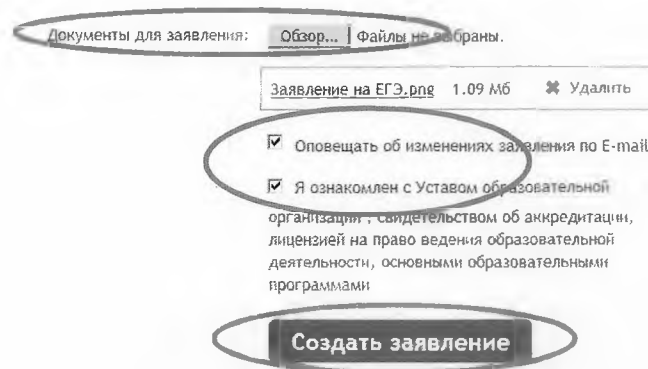 Документы для заявления: Обзор... Файлы не выбраны.
Заявление на ЕГЭ.png 1.09 Мб ✖ Удалить
Оповещать об изменениях заявления по E-mail
Я ознакомлен с Уставом образовательной
организации , свидетельством об аккредитации,
лицензией на право ведения образовательной
деятельности, основными образовательными
программами
Создать заявление